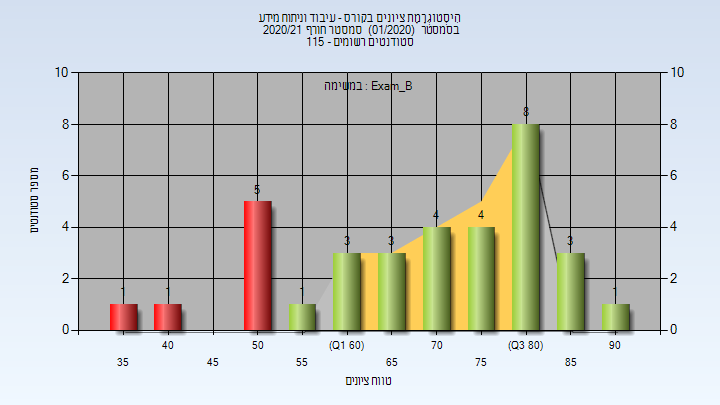 הִיסְטוֹגְרָמַת ציונים בקורס - עיבוד וניתוח מידע
בסמסטר (01/2020) סמסטר חורף 2020/21
סטודנטים רשומים - 115
במשימה : Exam_B
מספר סטודנטים
10 10
8 8
6 6
4 4
2 2
0 0
1 1 5 1 3 3 4 4 8 3 1
40 50 (Q1 60) 70 (Q3 80) 90
35 45 55 65 75 85
טווח ציונים